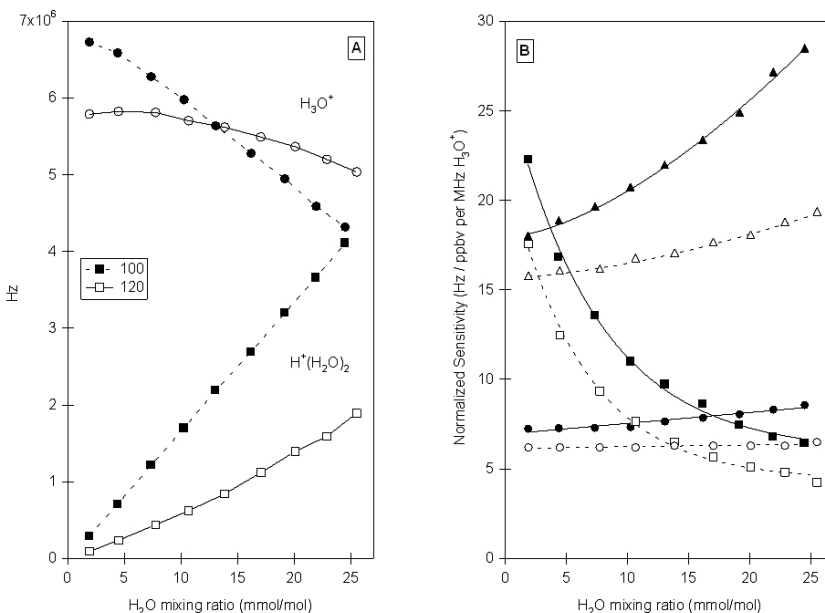 7x10⁶
6
5
4
3
2
1
0
Hz
A
H₃O⁺
100
120
H⁺(H₂O)₂
0 5 10 15 20 25
H₂O mixing ratio (mmol/mol)
30
25
20
15
10
5
0
Normalized Sensitivity (Hz / ppbv per MHz H₃O⁺)
B
0 5 10 15 20 25
H₂O mixing ratio (mmol/mol)